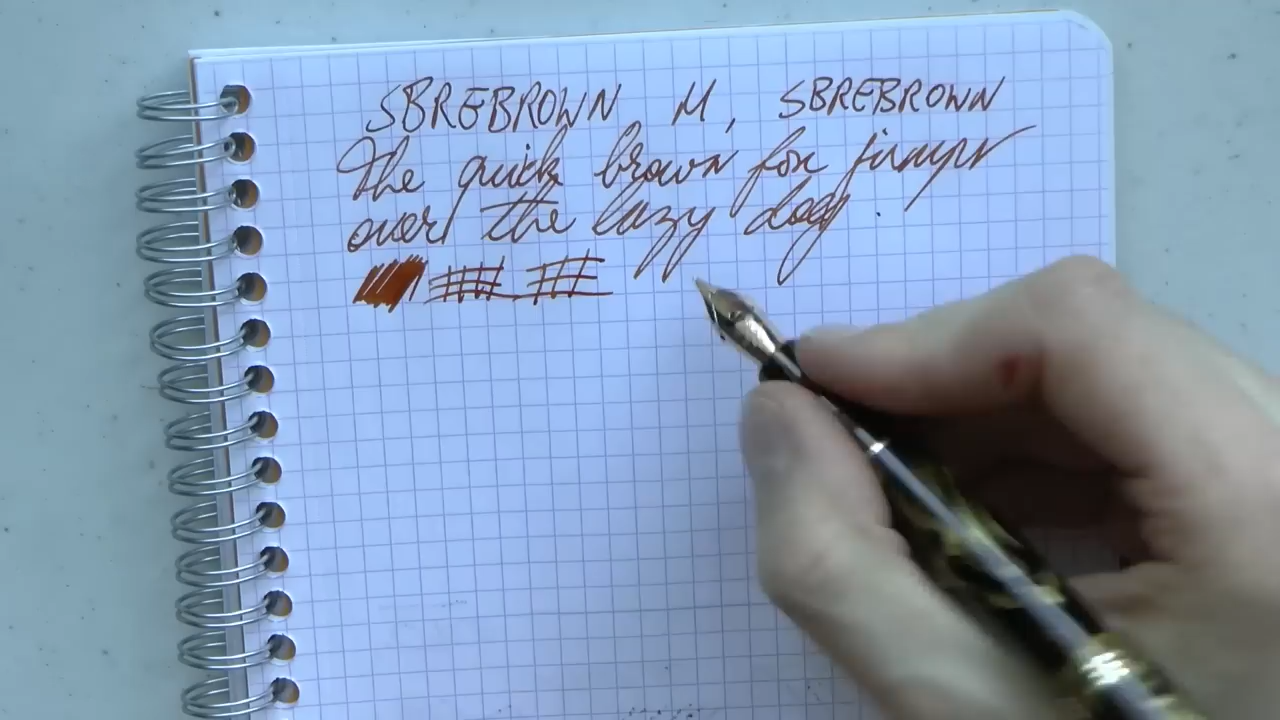 SBREBROWN M, SBREBROWN
The quick brown fox jumps
over the lazy dog.